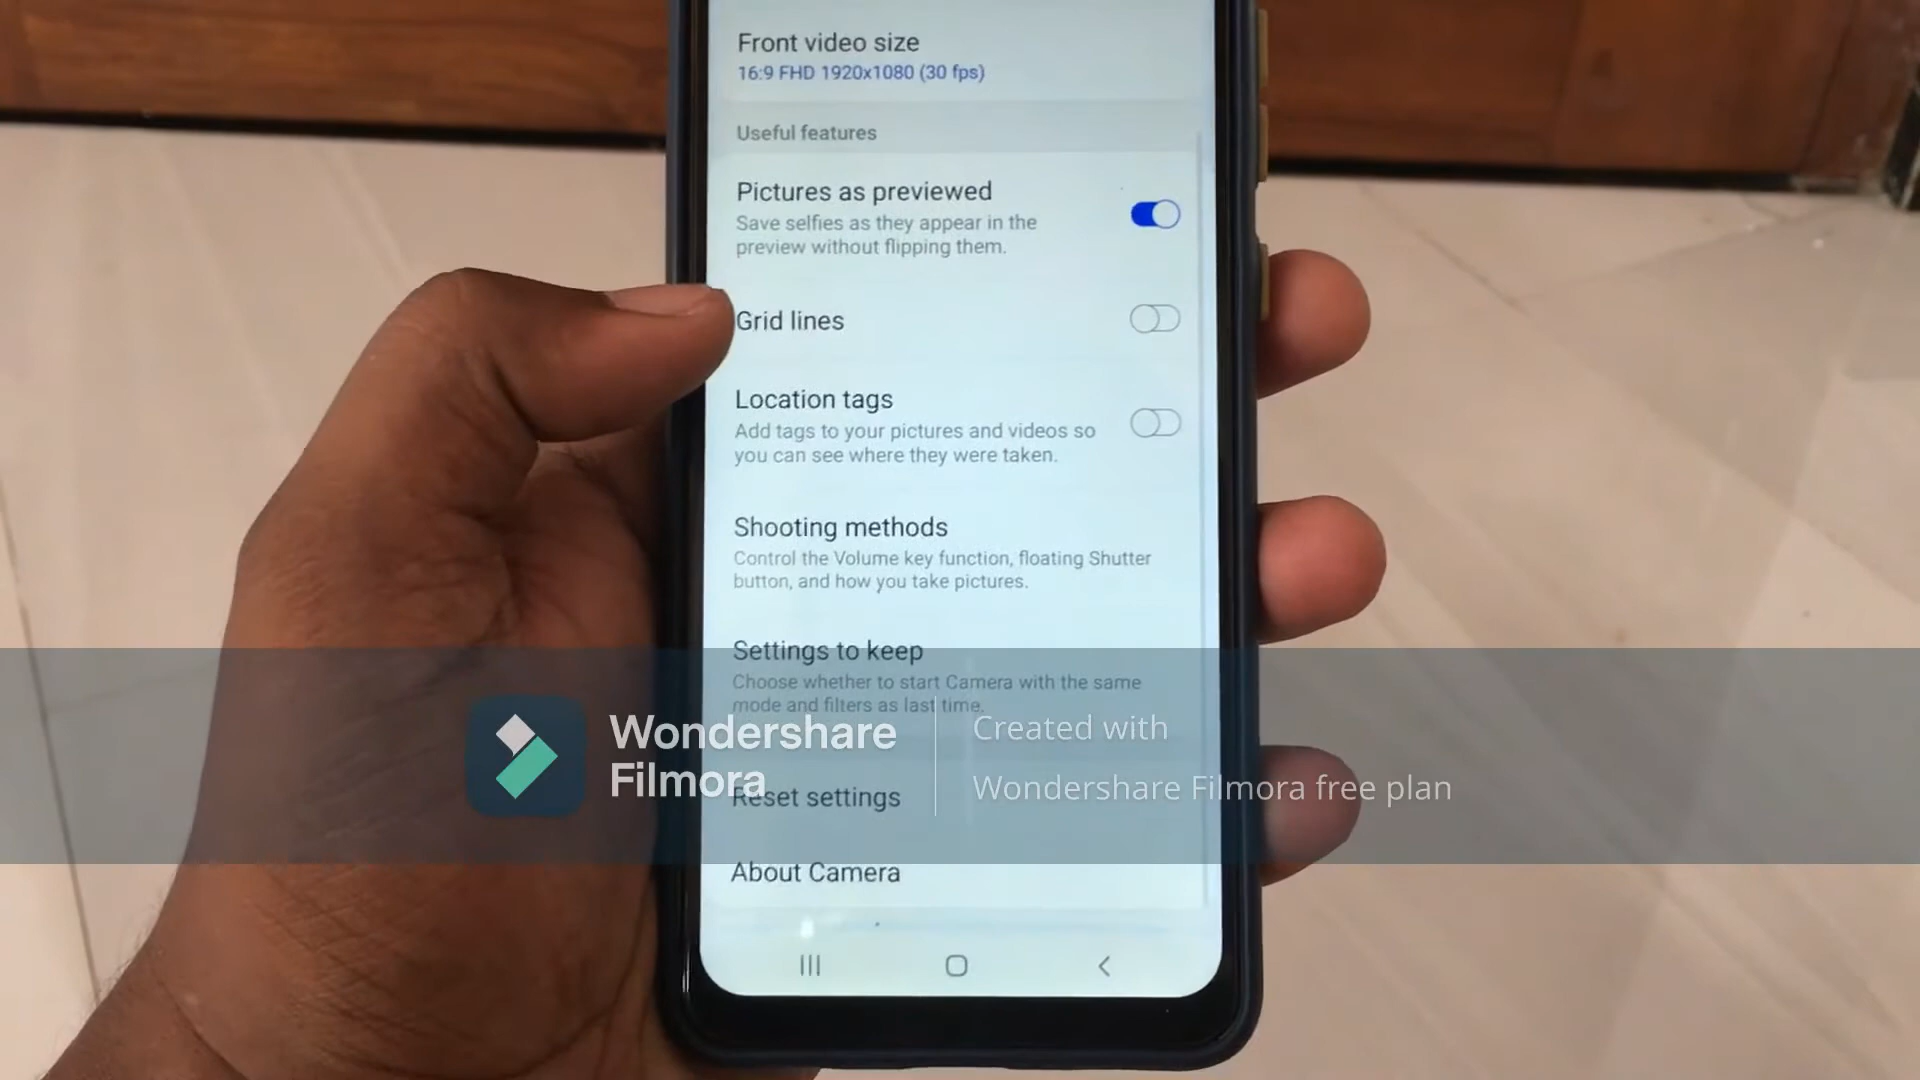 Front video size
16:9 FHD 1920x1080 (30 fps)
Useful features
Pictures as previewed
Save selfies as they appear in the
preview without flipping them.
Grid lines
Location tags
Add tags to your pictures and videos so
you can see where they were taken.
Shooting methods
Control the Volume key function, floating Shutter
button, and how you take pictures.
Settings to keep
Choose whether to start Camera with the same
mode and filters as last time.
Wondershare
Filmora
Created with
Wondershare Filmora free plan
Reset settings
About Camera